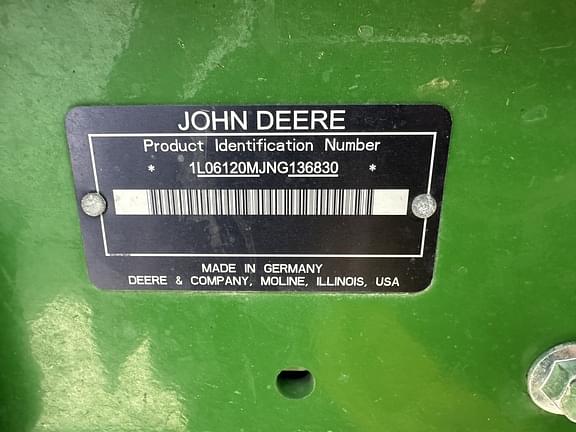 JOHN DEERE
Product Identification Number
* 1L06120MJNG136830 *
MADE IN GERMANY
DEERE & COMPANY, MOLINE, ILLINOIS, USA